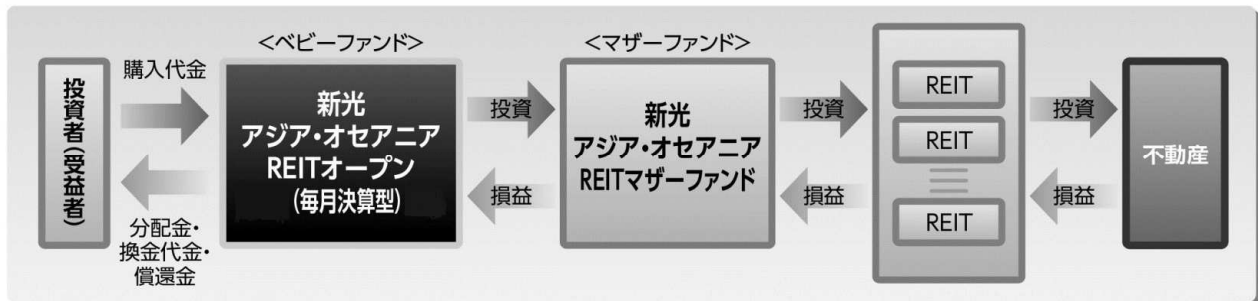 投資者（受益者）
購入代金
分配金・
換金代金・
償還金
＜ベビーファンド＞
新光
アジア・オセアニア
REITオープン
(毎月決算型)
投資
損益
＜マザーファンド＞
新光
アジア・オセアニア
REITマザーファンド
投資
損益
REIT
REIT
REIT
投資
損益
不動産